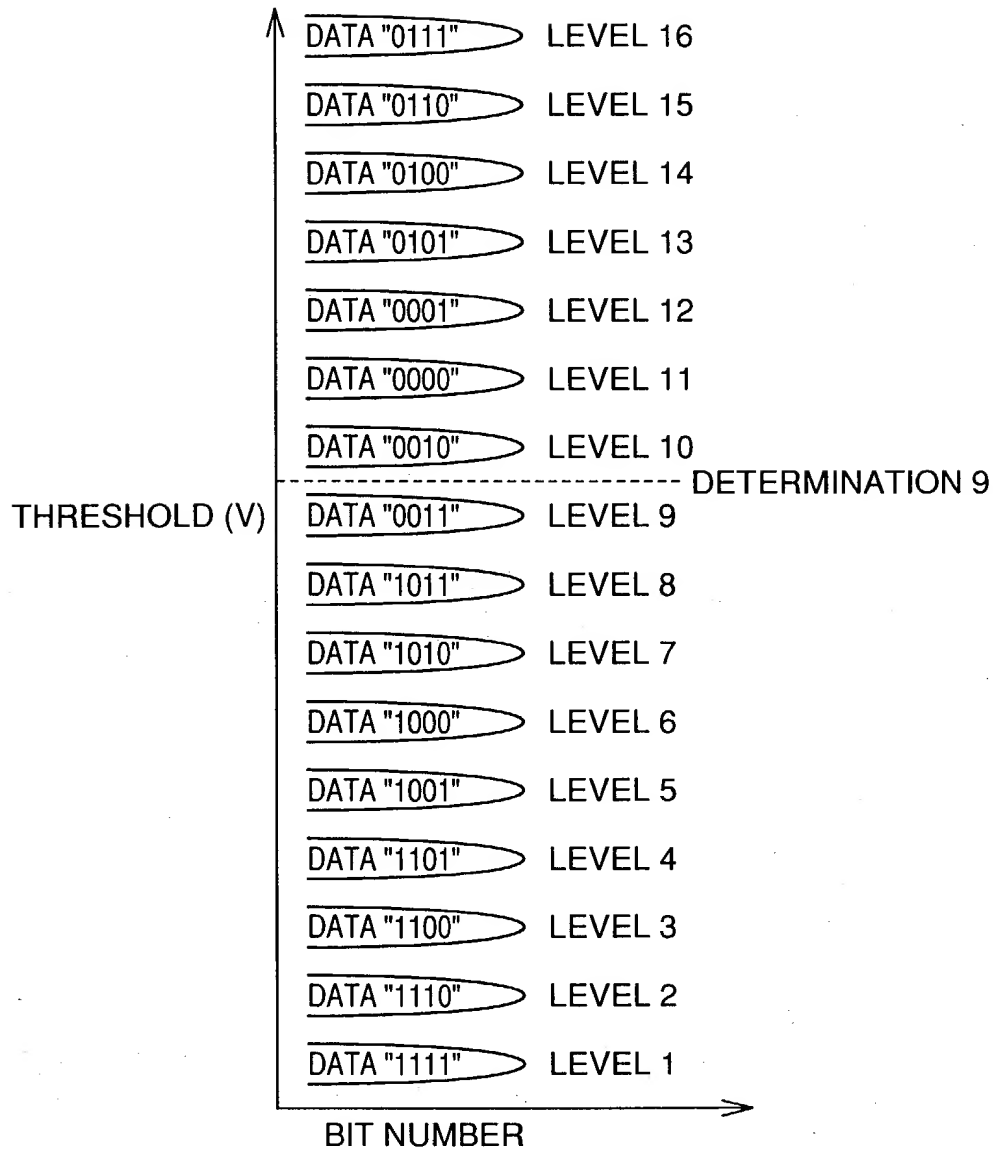 DATA "0111" LEVEL 16
DATA "0110" LEVEL 15
DATA "0100" LEVEL 14
DATA "0101" LEVEL 13
DATA "0001" LEVEL 12
DATA "0000" LEVEL 11
DATA "0010" LEVEL 10
DETERMINATION 9
THRESHOLD (V) DATA "0011" LEVEL 9
DATA "1011" LEVEL 8
DATA "1010" LEVEL 7
DATA "1000" LEVEL 6
DATA "1001" LEVEL 5
DATA "1101" LEVEL 4
DATA "1100" LEVEL 3
DATA "1110" LEVEL 2
DATA "1111" LEVEL 1
BIT NUMBER